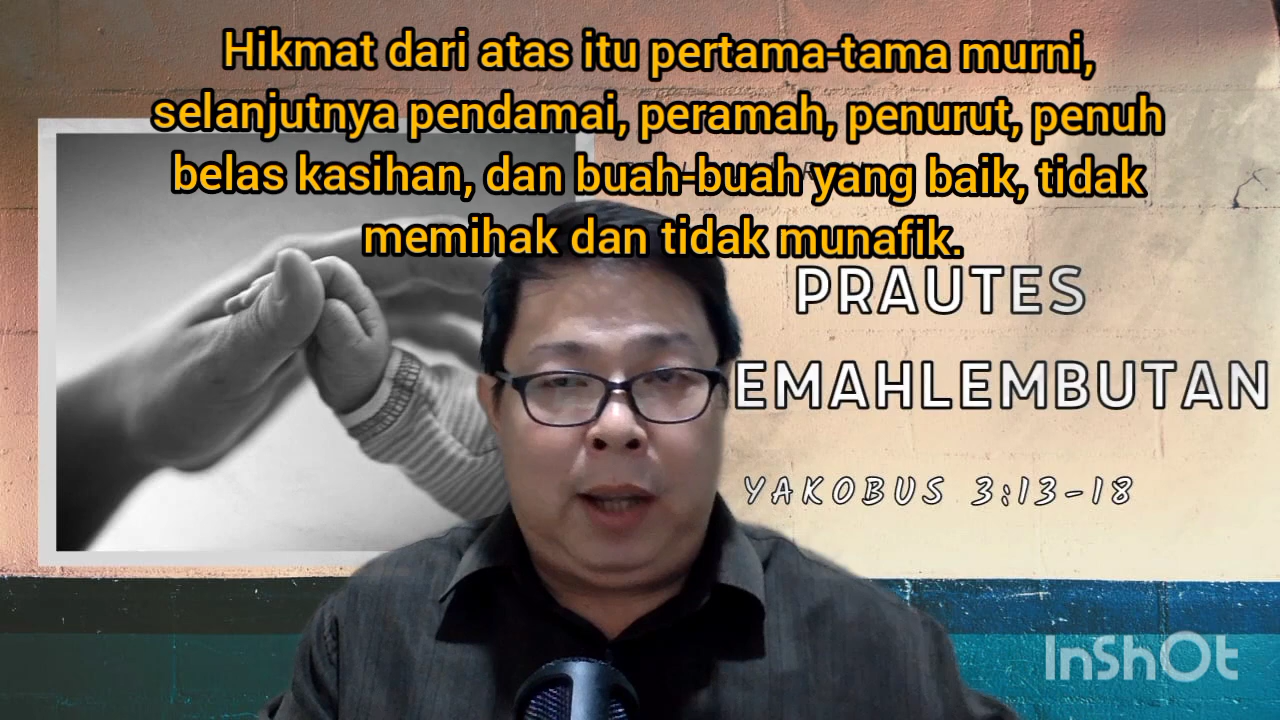 Hikmat dari atas itu pertama-tama murni,
selanjutnya pendamai, peramah, penurut, penuh
belas kasihan, dan buah-buah yang baik, tidak
memihak dan tidak munafik.
PRAUTES
EMAHLEMBUTAN
YAKOBUS 3:13-18
InShOt